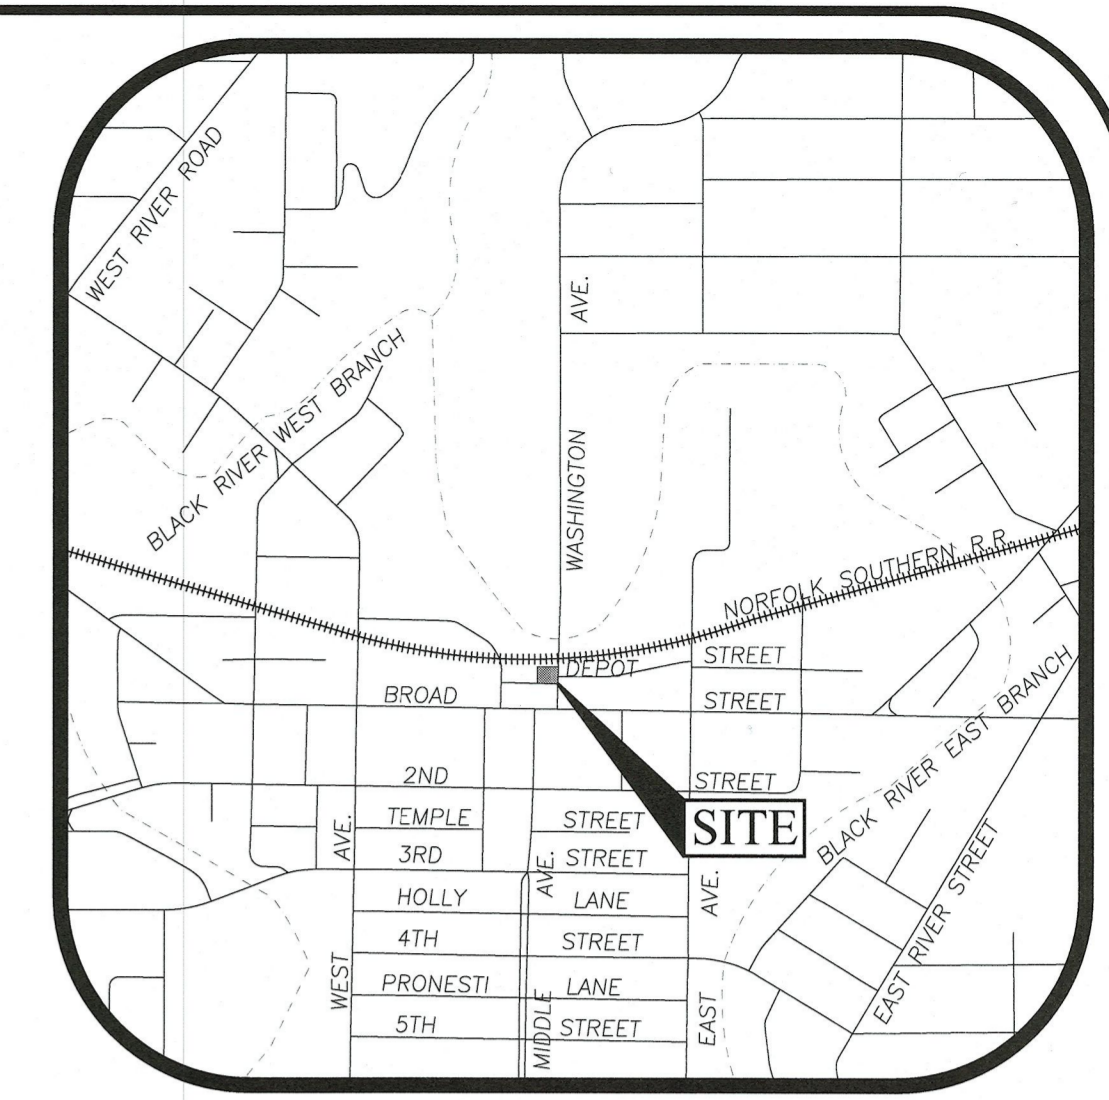 WEST RIVER ROAD
AVE.
BLACK RIVER WEST BRANCH
WASHINGTON
NORFOLK SOUTHERN R.R.
DEPOT STREET
BROAD STREET
2ND STREET
SITE
TEMPLE STREET
3RD STREET
AVE.
AVE.
AVE.
BLACK RIVER EAST BRANCH
HOLLY LANE
4TH STREET
PRONESTI LANE
5TH STREET
WEST
MIDDLE
EAST
EAST RIVER STREET